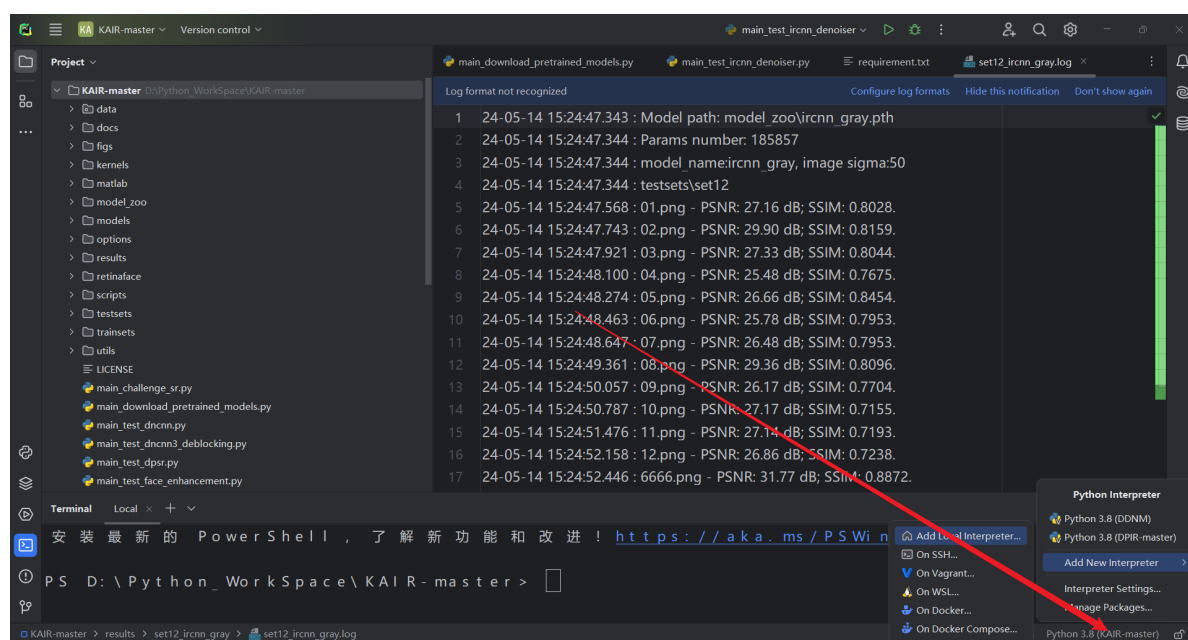 KA KAIR-master Version control main_test_ircnn_denoiser
Project
main_download_pretrained_models.py main_test_ircnn_denoiser.py requirement.txt set12_ircnn_gray.log
KAIR-master D:\Python_WorkSpace\KAIR-master
data
docs
figs
kernels
matlab
model_zoo
models
options
results
retinaface
scripts
testsets
trainsets
utils
LICENSE
main_challenge_sr.py
main_download_pretrained_models.py
main_test_dncnn.py
main_test_dncnn3_deblocking.py
main_test_dpsr.py
main_test_face_enhancement.py
Log format not recognized Configure log formats Hide this notification Don't show again
1 24-05-14 15:24:47.343 : Model path: model_zoo\ircnn_gray.pth
2 24-05-14 15:24:47.344 : Params number: 185857
3 24-05-14 15:24:47.344 : model_name:ircnn_gray, image sigma:50
4 24-05-14 15:24:47.344 : testsets\set12
5 24-05-14 15:24:47.568 : 01.png - PSNR: 27.16 dB; SSIM: 0.8028.
6 24-05-14 15:24:47.743 : 02.png - PSNR: 29.90 dB; SSIM: 0.8159.
7 24-05-14 15:24:47.921 : 03.png - PSNR: 27.33 dB; SSIM: 0.8044.
8 24-05-14 15:24:48.100 : 04.png - PSNR: 25.48 dB; SSIM: 0.7675.
9 24-05-14 15:24:48.274 : 05.png - PSNR: 26.66 dB; SSIM: 0.8454.
10 24-05-14 15:24:48.463 : 06.png - PSNR: 25.78 dB; SSIM: 0.7953.
11 24-05-14 15:24:48.647 : 07.png - PSNR: 26.48 dB; SSIM: 0.7953.
12 24-05-14 15:24:49.361 : 08.png - PSNR: 29.36 dB; SSIM: 0.8096.
13 24-05-14 15:24:50.057 : 09.png - PSNR: 26.17 dB; SSIM: 0.7704.
14 24-05-14 15:24:50.787 : 10.png - PSNR: 27.17 dB; SSIM: 0.7155.
15 24-05-14 15:24:51.476 : 11.png - PSNR: 27.14 dB; SSIM: 0.7193.
16 24-05-14 15:24:52.158 : 12.png - PSNR: 26.86 dB; SSIM: 0.7238.
17 24-05-14 15:24:52.446 : 6666.png - PSNR: 31.77 dB; SSIM: 0.8872.
Terminal Local
安装最新的 PowerShell，了解新功能和改进！https://aka.ms/PSWin
PS D:\Python_WorkSpace\KAIR-master>
Add Local Interpreter...
On SSH...
On Vagrant...
On WSL...
On Docker...
On Docker Compose...
Python Interpreter
Python 3.8 (DDNM)
Python 3.8 (DPIR-master)
Add New Interpreter
Interpreter Settings...
Manage Packages...
KAIR-master > results > set12_ircnn_gray > set12_ircnn_gray.log Python 3.8 (KAIR-master)